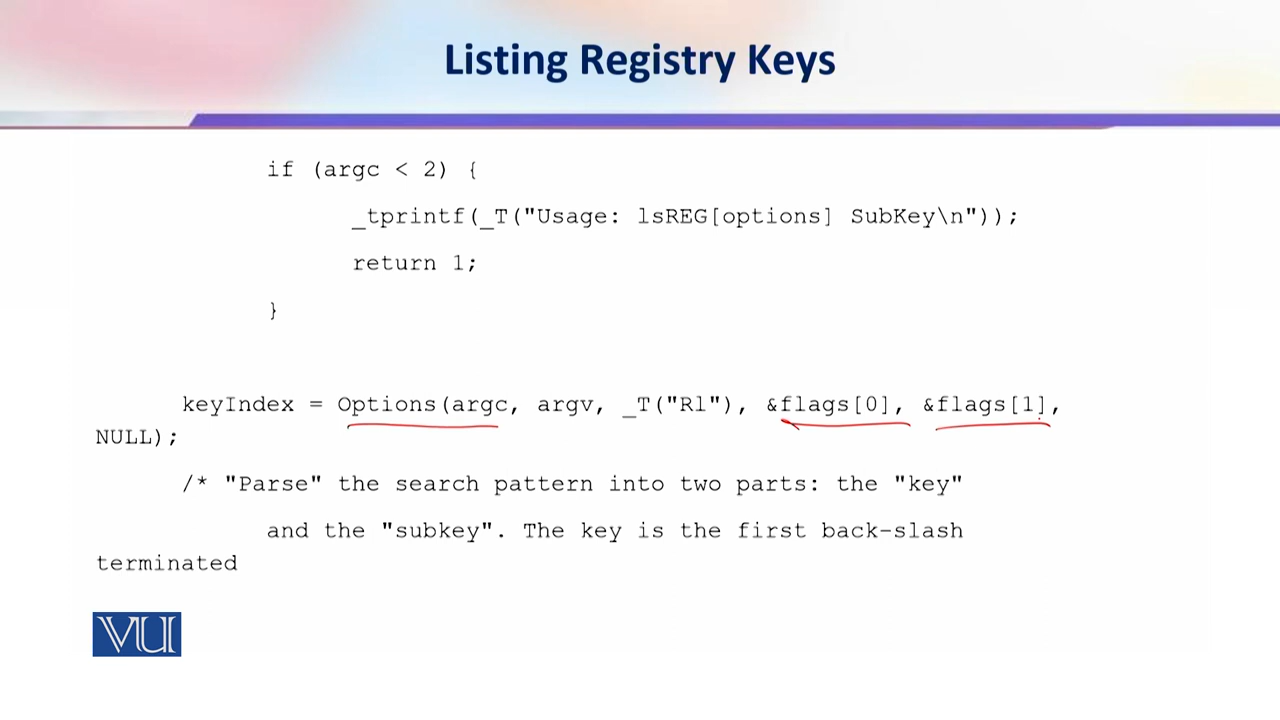 Listing Registry Keys
if (argc < 2) {
_tprintf(_T("Usage: lsREG[options] SubKey\n"));
return 1;
}
keyIndex = Options(argc, argv, _T("Rl"), &flags[0], &flags[1],
NULL);
/* "Parse" the search pattern into two parts: the "key"
and the "subkey". The key is the first back-slash
terminated
VU